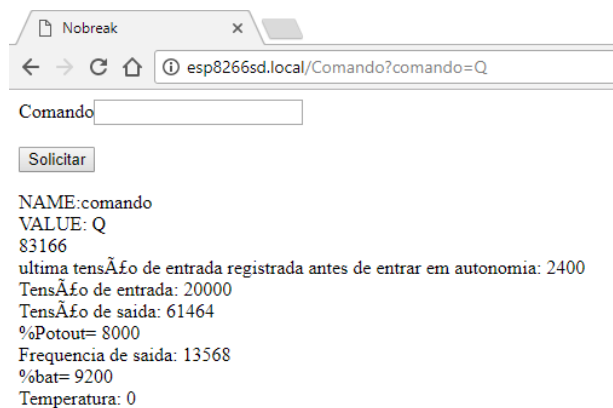 Nobreak
esp8266sd.local/Comando?comando=Q
Comando
Solicitar
NAME:comando
VALUE: Q
83166
ultima tensÃ£o de entrada registrada antes de entrar em autonomia: 2400
TensÃ£o de entrada: 20000
TensÃ£o de saida: 61464
%Potout= 8000
Frequencia de saida: 13568
%bat= 9200
Temperatura: 0